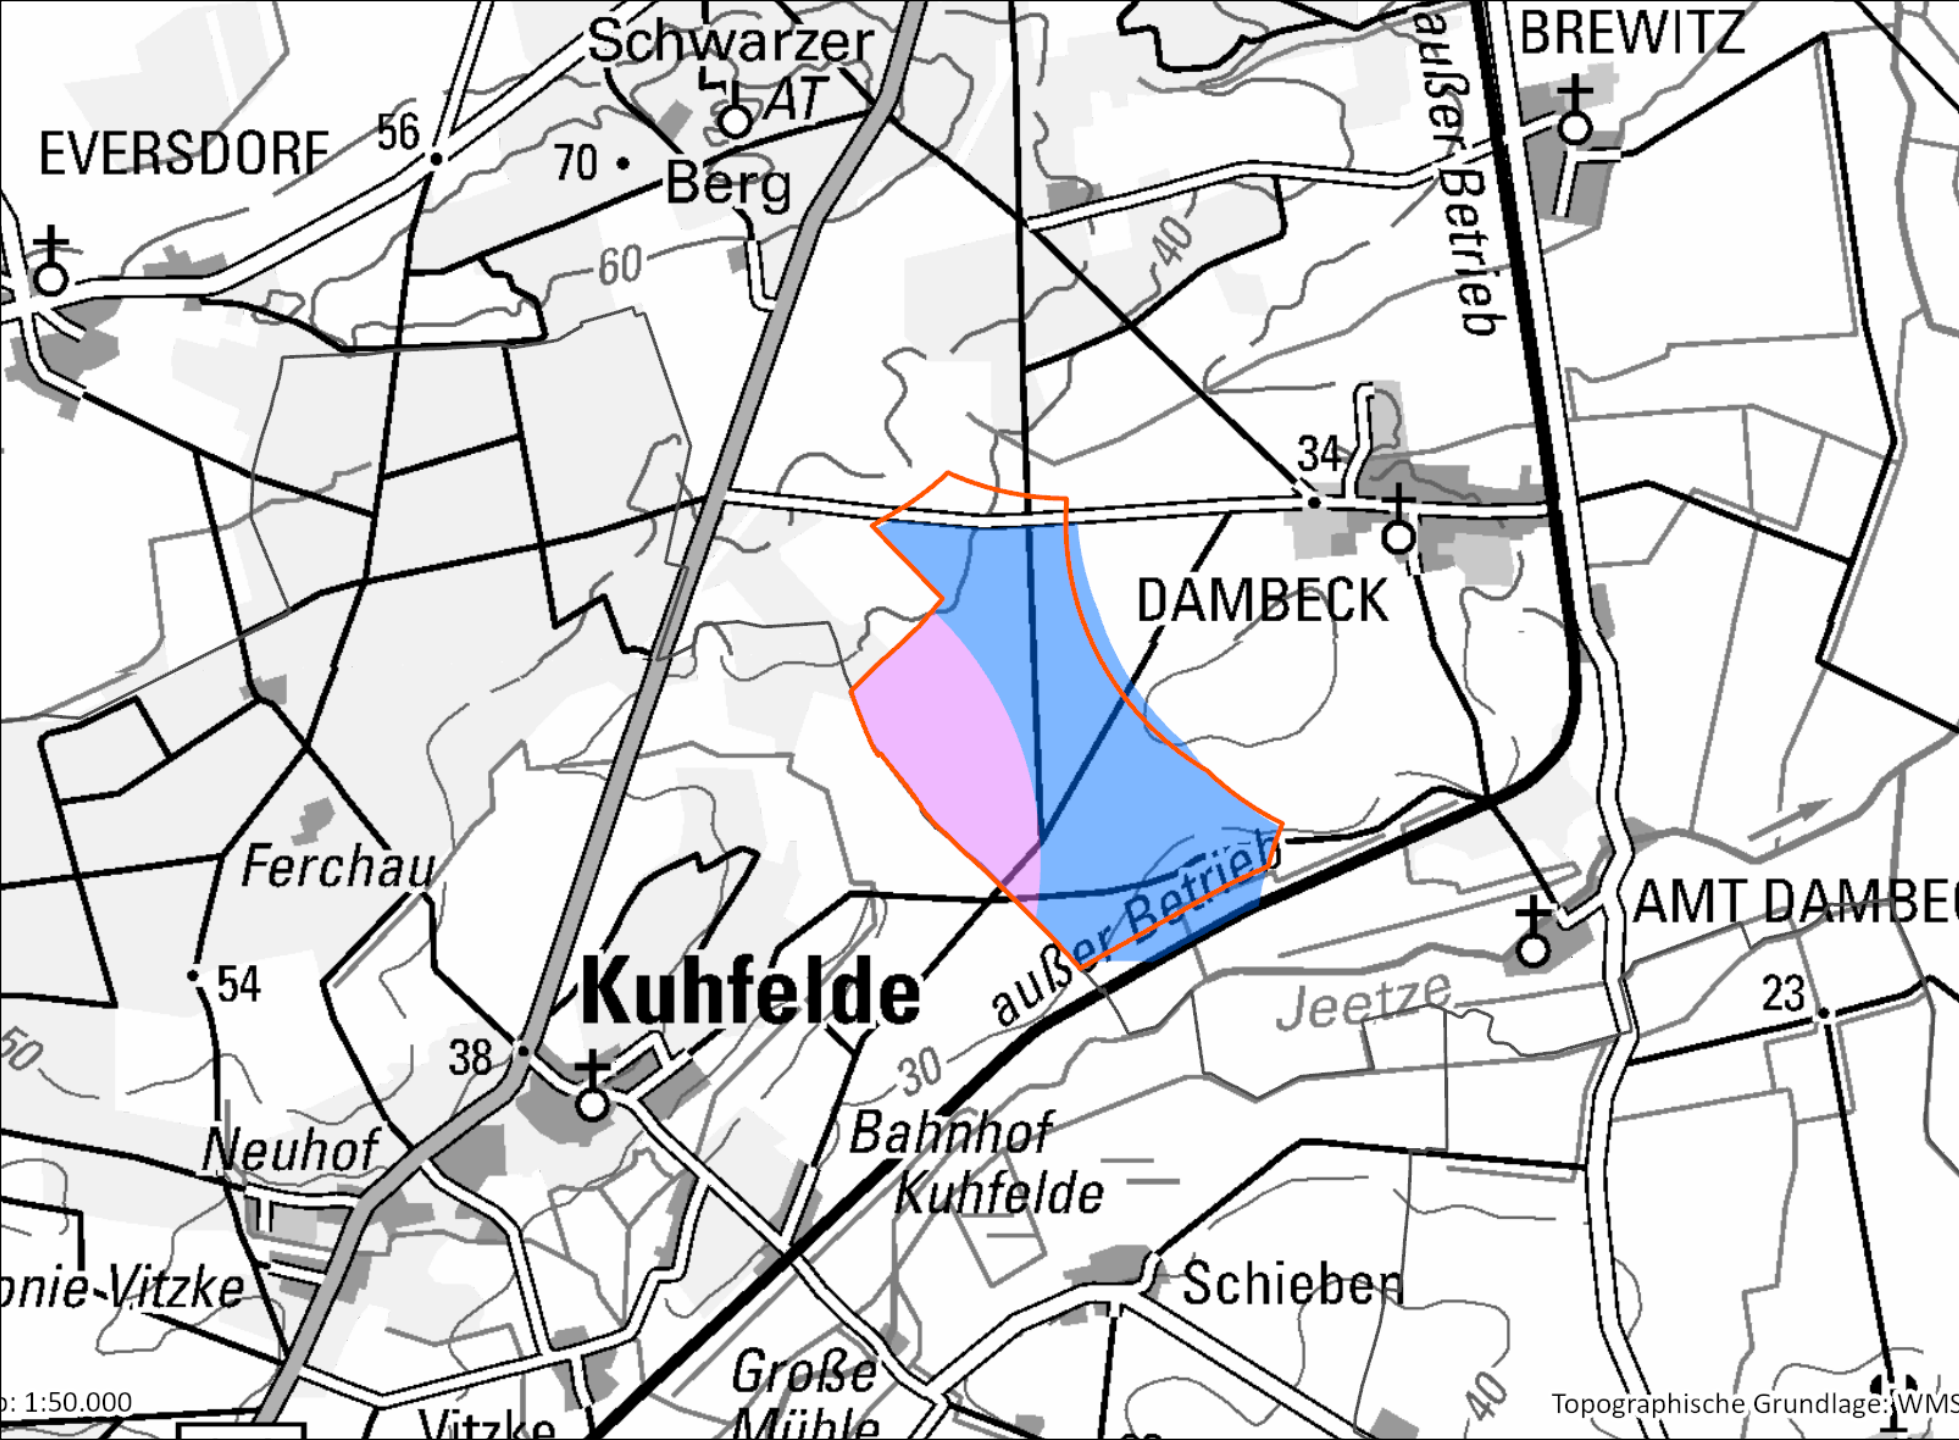 Schwarzer
BREWITZ
AT
außer Betrieb
56
EVERSDORF
70
Berg
60
40
34
DAMBECK
Ferchau
außer Betrieb
AMT DAMBEC
54
Kuhfelde
Jeetze
23
50
38
30
Bahnhof
Neuhof
Kuhfelde
onie-Vitzke
Schieben
Große
40
: 1:50.000
Topographische Grundlage: WMS
Vitzke
Mühle